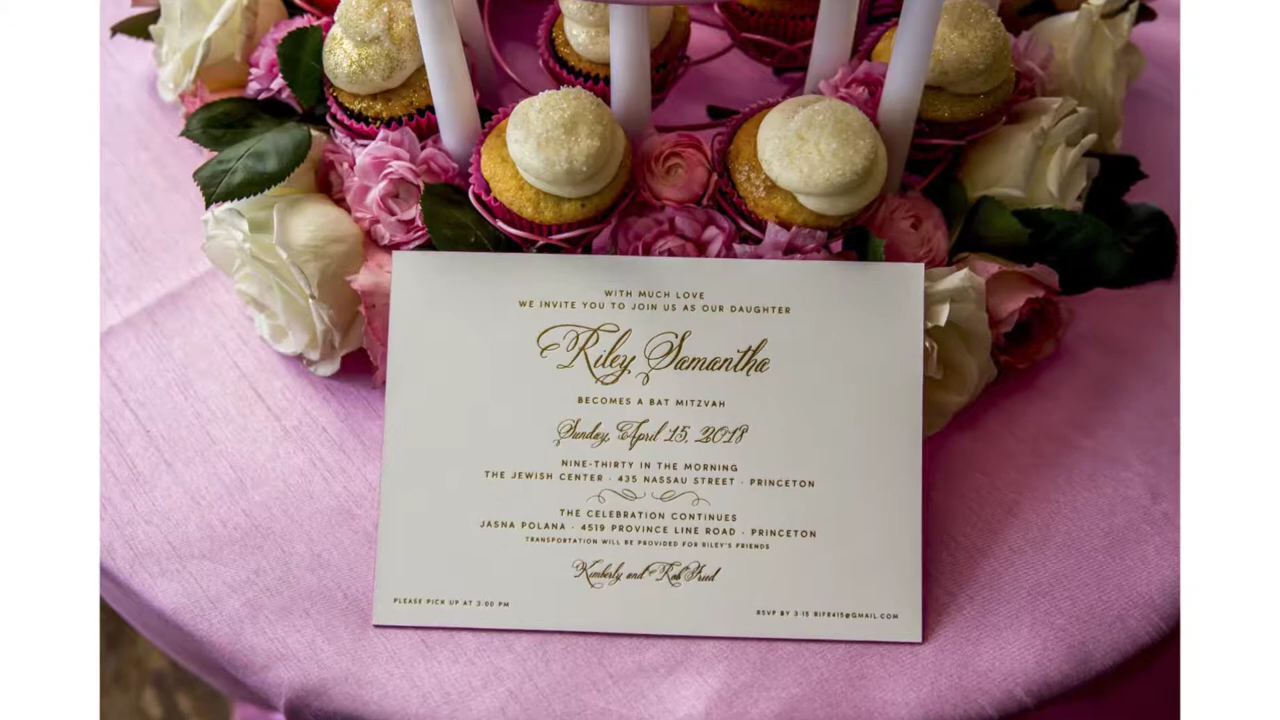 WITH MUCH LOVE
WE INVITE YOU TO JOIN US AS OUR DAUGHTER
Riley Samantha
BECOMES A BAT MITZVAH
Sunday, April 15, 2018
NINE-THIRTY IN THE MORNING
THE JEWISH CENTER · 435 NASSAU STREET · PRINCETON
THE CELEBRATION CONTINUES
JASNA POLANA · 4519 PROVINCE LINE ROAD · PRINCETON
TRANSPORTATION WILL BE PROVIDED FOR RILEY'S FRIENDS
Kimberly and Rob Fried
PLEASE PICK UP AT 3:00 PM
RSVP BY 3·15